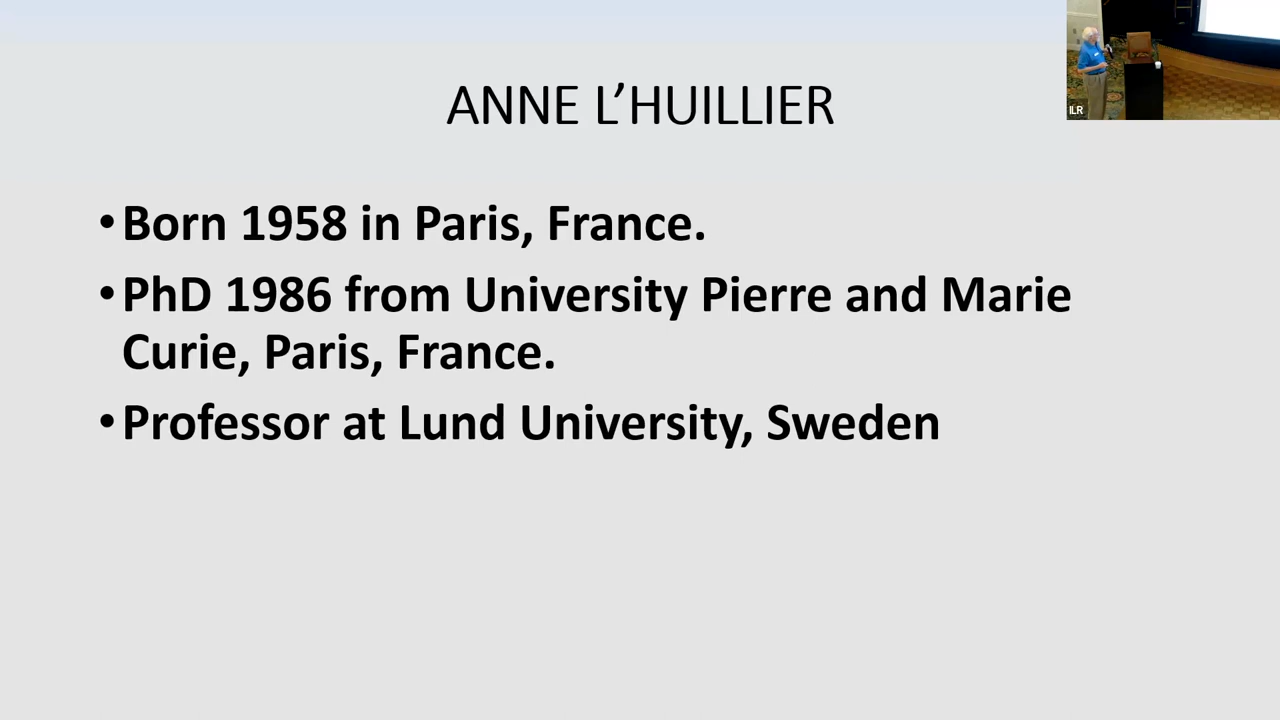 ANNE L’HUILLIER
ILR
•Born 1958 in Paris, France.
•PhD 1986 from University Pierre and Marie
Curie, Paris, France.
•Professor at Lund University, Sweden